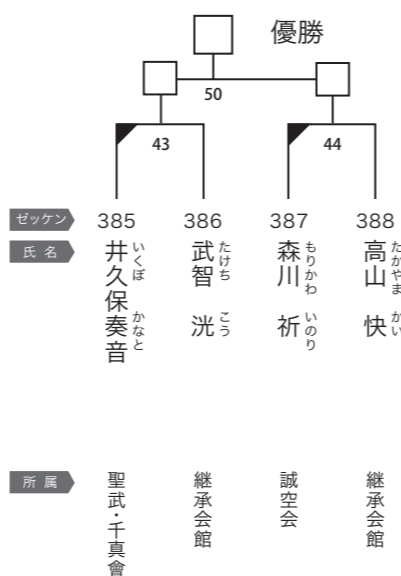 優勝
50
43
44
ゼッケン
385
386
387
388
氏名
井久保奏音
いくぼ かなと
武智 洸
たけち こう
森川 祈
もりかわ いのり
高山 快
たかやま かい
所属
聖武・千真會
継承会館
誠空会
継承会館